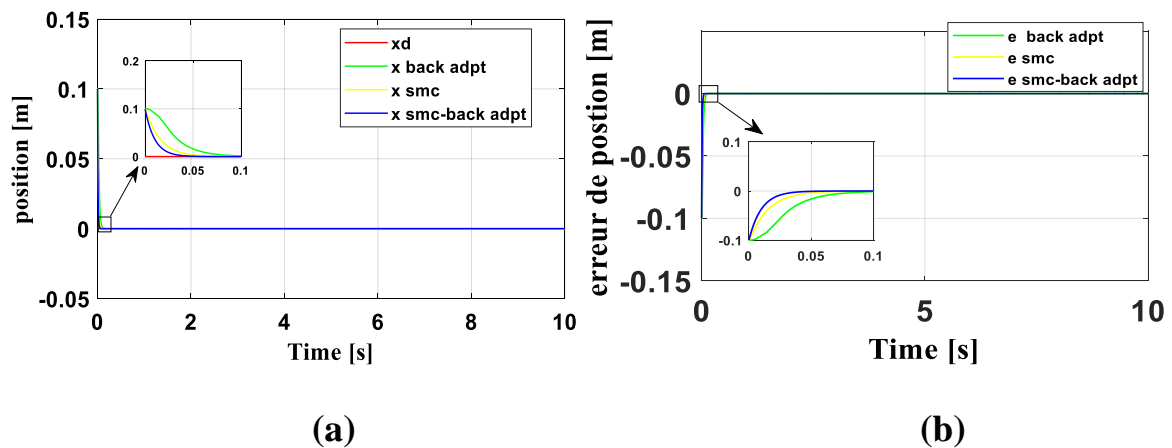 0.15
0.1
0.05
0
-0.05
position [m]
xd
x back adpt
x smc
x smc-back adpt
0.2
0.1
0
0
0.05
0.1
0
2
4
6
8
10
Time [s]
(a)
erreur de postion [m]
0
-0.05
-0.1
-0.15
e back adpt
e smc
e smc-back adpt
0.1
0
-0.1
0
0.05
0.1
0
5
10
Time [s]
(b)